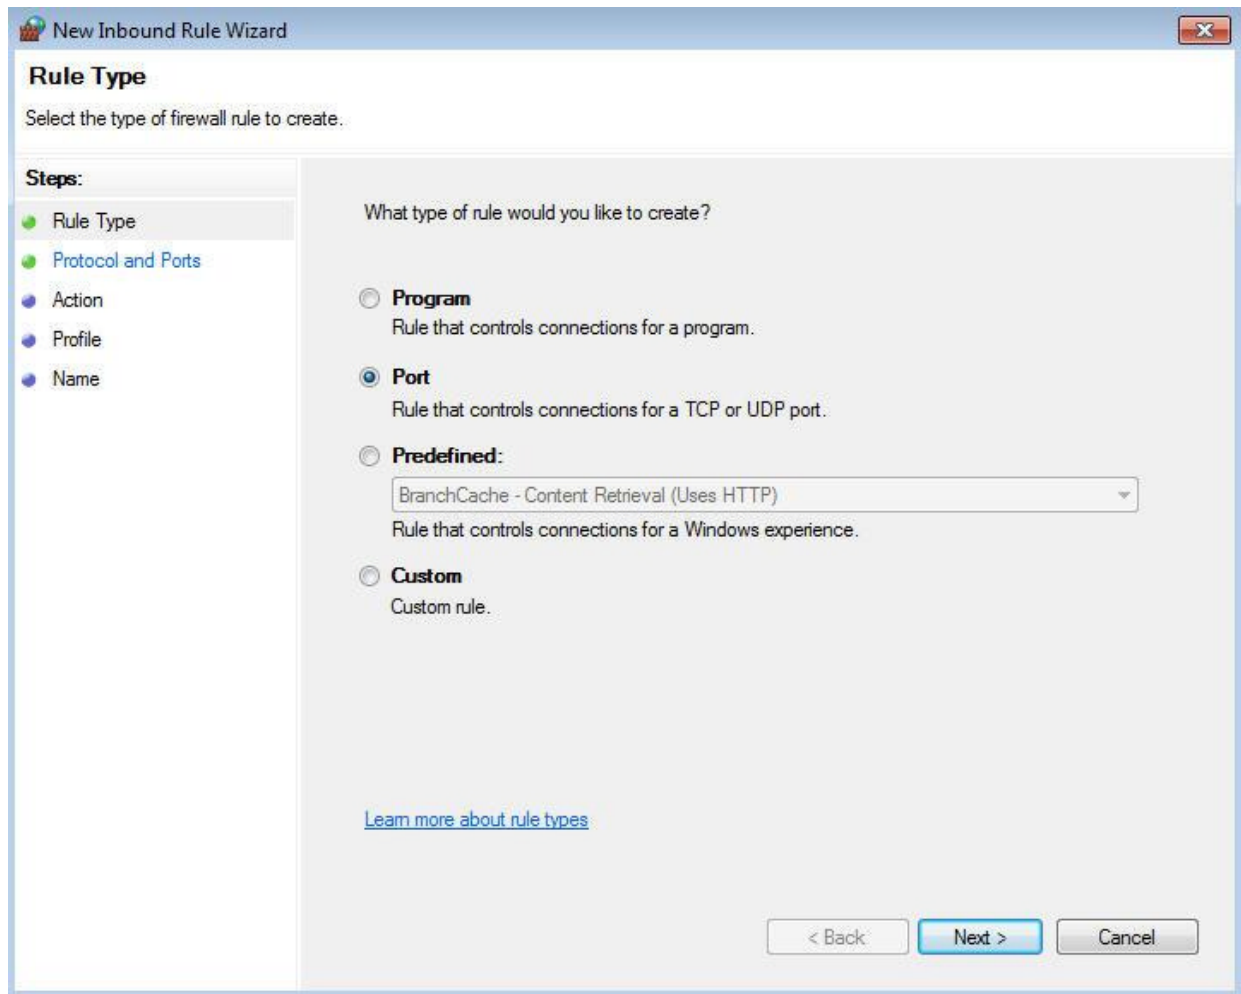 New Inbound Rule Wizard
Rule Type
Select the type of firewall rule to create.
Steps:
Rule Type
Protocol and Ports
Action
Profile
Name
What type of rule would you like to create?
Program
Rule that controls connections for a program.
Port
Rule that controls connections for a TCP or UDP port.
Predefined:
BranchCache - Content Retrieval (Uses HTTP)
Rule that controls connections for a Windows experience.
Custom
Custom rule.
Learn more about rule types
< Back
Next >
Cancel